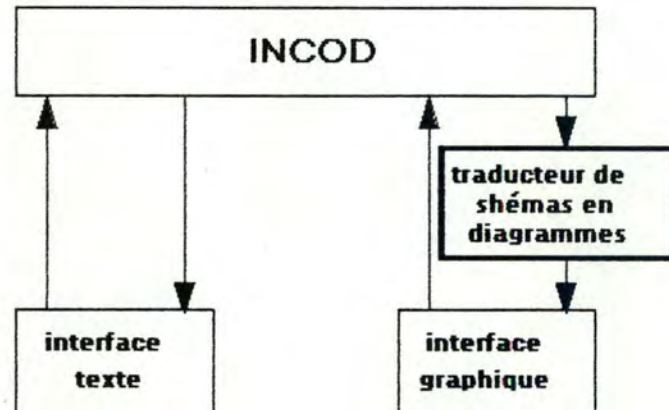 INCOD
traducteur de
shémas en
diagrammes
interface
texte
interface
graphique